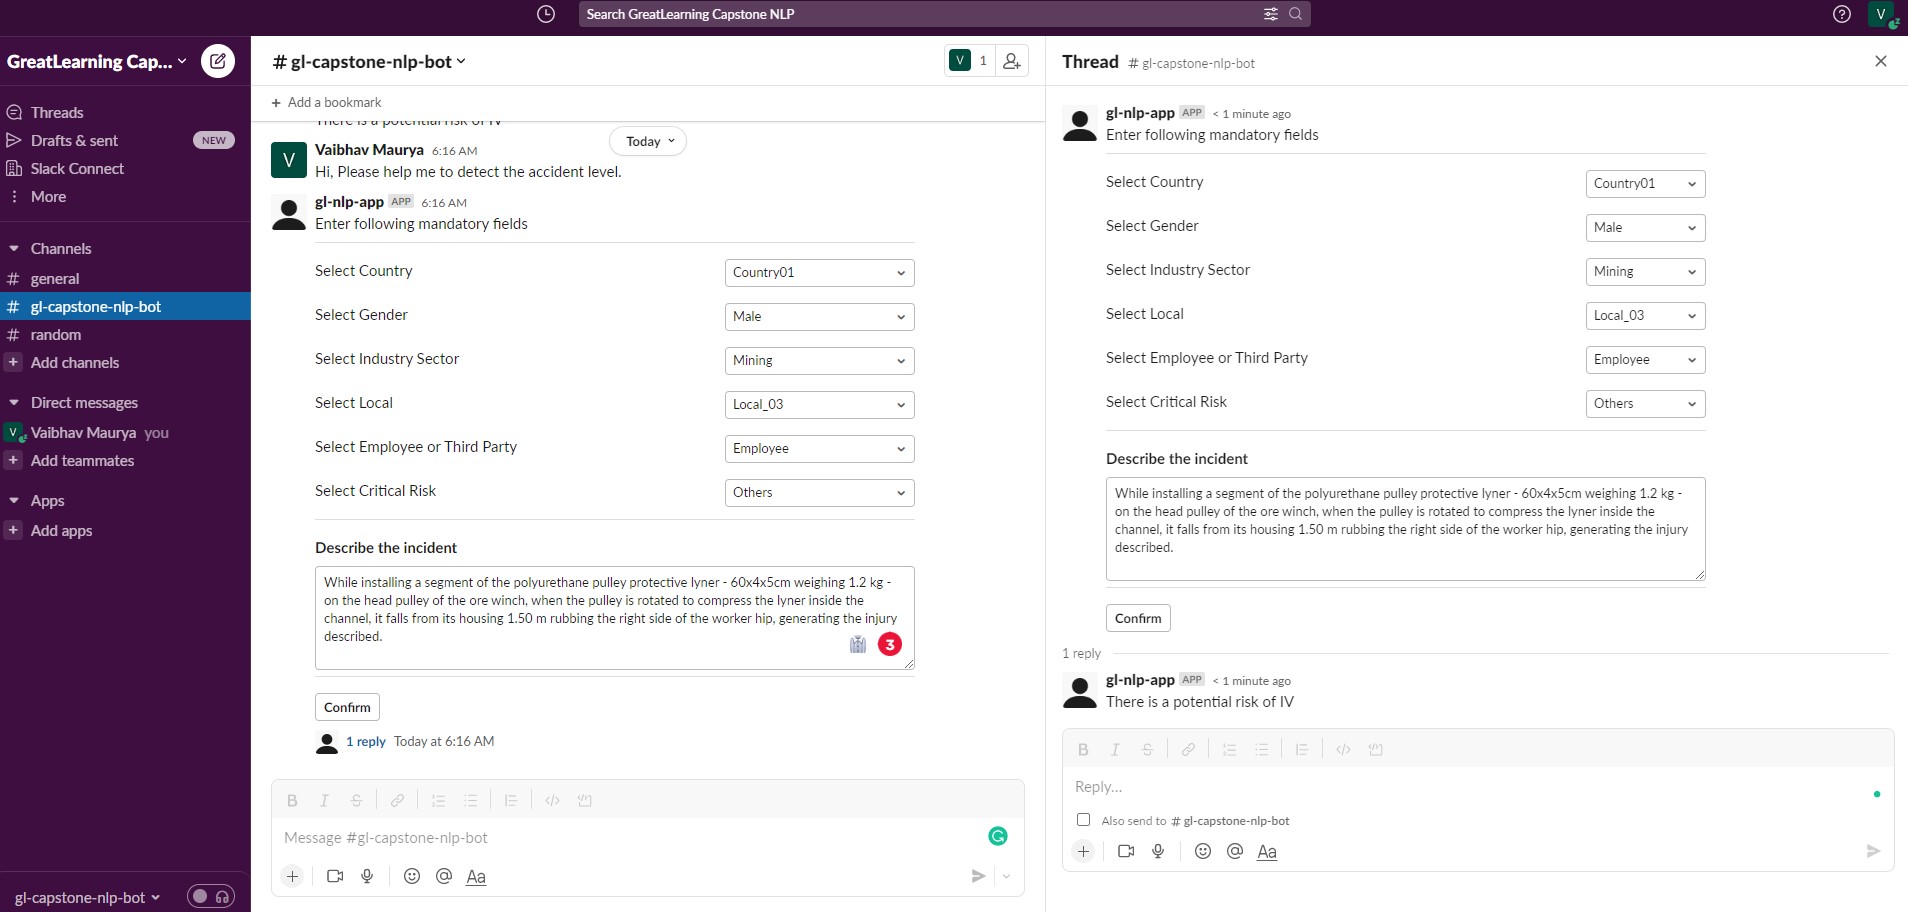 Search GreatLearning Capstone NLP
V
GreatLearning Cap...
Threads
Drafts & sent NEW
Slack Connect
More
Channels
# general
# gl-capstone-nlp-bot
# random
+ Add channels
Direct messages
V Vaibhav Maurya you
+ Add teammates
Apps
+ Add apps
gl-capstone-nlp-bot
# gl-capstone-nlp-bot
V 1
+ Add a bookmark
There is a potential risk of IV
Today
V
Vaibhav Maurya 6:16 AM
Hi, Please help me to detect the accident level.
gl-nlp-app APP 6:16 AM
Enter following mandatory fields
Select Country Country01
Select Gender Male
Select Industry Sector Mining
Select Local Local_03
Select Employee or Third Party Employee
Select Critical Risk Others
Describe the incident
While installing a segment of the polyurethane pulley protective lyner - 60x4x5cm weighing 1.2 kg -
on the head pulley of the ore winch, when the pulley is rotated to compress the lyner inside the
channel, it falls from its housing 1.50 m rubbing the right side of the worker hip, generating the injury
described.
3
Confirm
1 reply Today at 6:16 AM
B I S
Message #gl-capstone-nlp-bot
+ @ Aa
Thread # gl-capstone-nlp-bot
gl-nlp-app APP < 1 minute ago
Enter following mandatory fields
Select Country Country01
Select Gender Male
Select Industry Sector Mining
Select Local Local_03
Select Employee or Third Party Employee
Select Critical Risk Others
Describe the incident
While installing a segment of the polyurethane pulley protective lyner - 60x4x5cm weighing 1.2 kg -
on the head pulley of the ore winch, when the pulley is rotated to compress the lyner inside the
channel, it falls from its housing 1.50 m rubbing the right side of the worker hip, generating the injury
described.
Confirm
1 reply
gl-nlp-app APP < 1 minute ago
There is a potential risk of IV
B I S
Reply...
Also send to # gl-capstone-nlp-bot
+ @ Aa